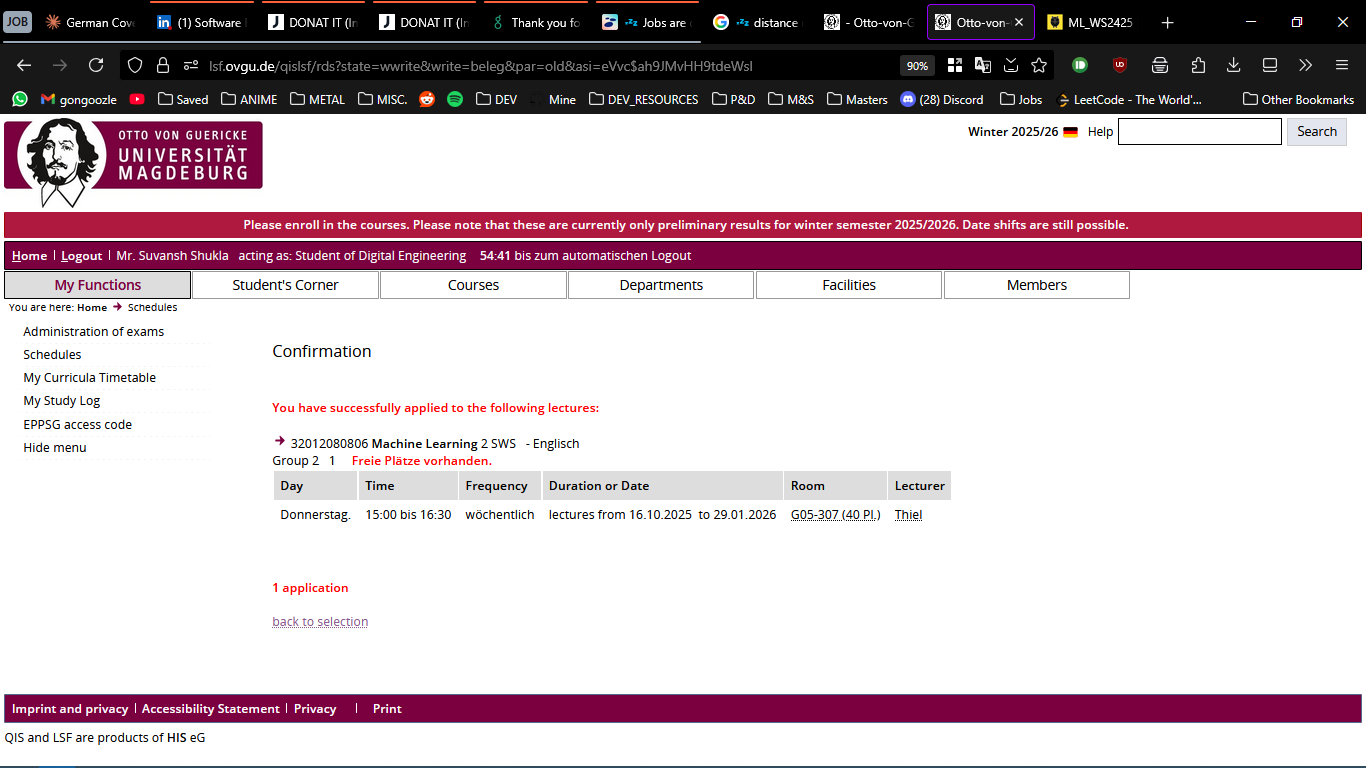 JOB German Cove (1) Software DONAT IT (In DONAT IT (In Thank you fo Jobs are distance - Otto-von-G Otto-von- ML_WS2425
lsf.ovgu.de/qislsf/rds?state=wwrite&write=beleg&par=old&asi=eVvc$ah9JMvHH9tdeWsl 90%
gongoozle Saved ANIME METAL MISC. DEV Mine DEV_RESOURCES P&D M&S Masters (28) Discord Jobs LeetCode - The World'... Other Bookmarks
OTTO VON GUERICKE
UNIVERSITÄT
MAGDEBURG
Winter 2025/26 Help Search
Please enroll in the courses. Please note that these are currently only preliminary results for winter semester 2025/2026. Date shifts are still possible.
Home | Logout | Mr. Suvansh Shukla acting as: Student of Digital Engineering 54:41 bis zum automatischen Logout
My Functions Student's Corner Courses Departments Facilities Members
You are here: Home Schedules
Administration of exams
Schedules
My Curricula Timetable
My Study Log
EPPSG access code
Hide menu
Confirmation
You have successfully applied to the following lectures:
32012080806 Machine Learning 2 SWS - Englisch
Group 2 1 Freie Plätze vorhanden.
Day Time Frequency Duration or Date Room Lecturer
Donnerstag. 15:00 bis 16:30 wöchentlich lectures from 16.10.2025 to 29.01.2026 G05-307 (40 Pl.) Thiel
1 application
back to selection
Imprint and privacy | Accessibility Statement | Privacy | Print
QIS and LSF are products of HIS eG